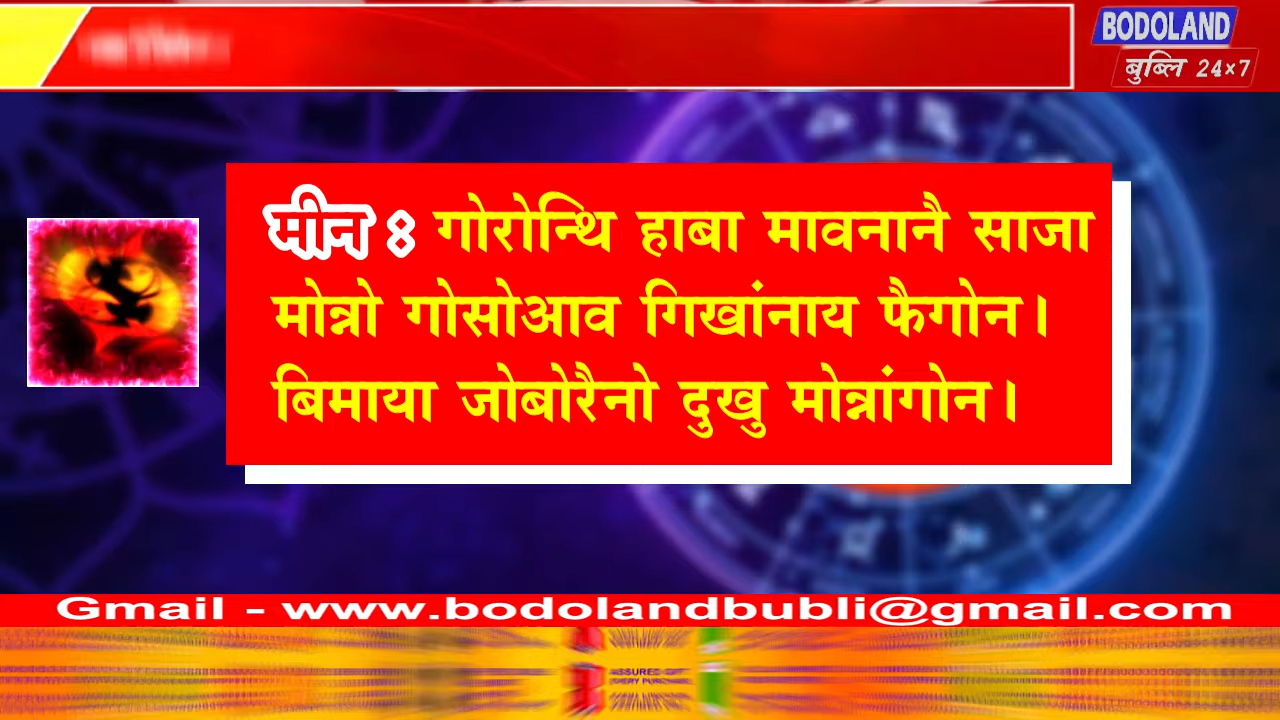 BODOLAND
बुब्लि 24×7
मीन : गोरोन्थि हाबा मावनानै साजा
मोन्नो गोसोआव गिखांनाय फैगोन।
बिमाया जोबोरैनो दुखु मोन्नांगोन।
Gmail - www.bodolandbubli@gmail.com